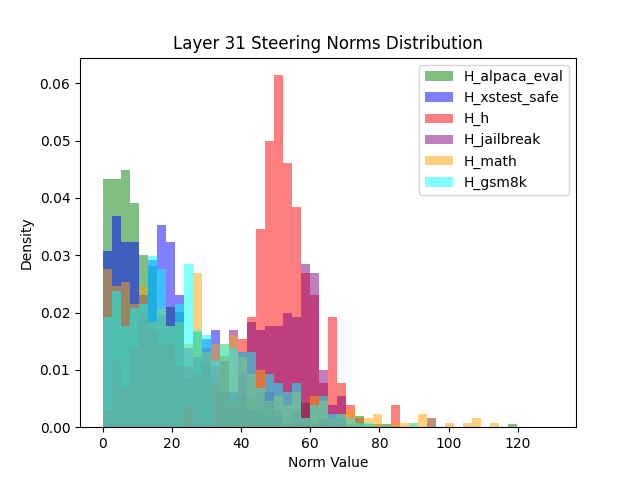 Layer 31 Steering Norms Distribution
0.06
0.05
0.04
0.03
0.02
0.01
0.00
Density
H_alpaca_eval
H_xstest_safe
H_h
H_jailbreak
H_math
H_gsm8k
0 20 40 60 80 100 120
Norm Value